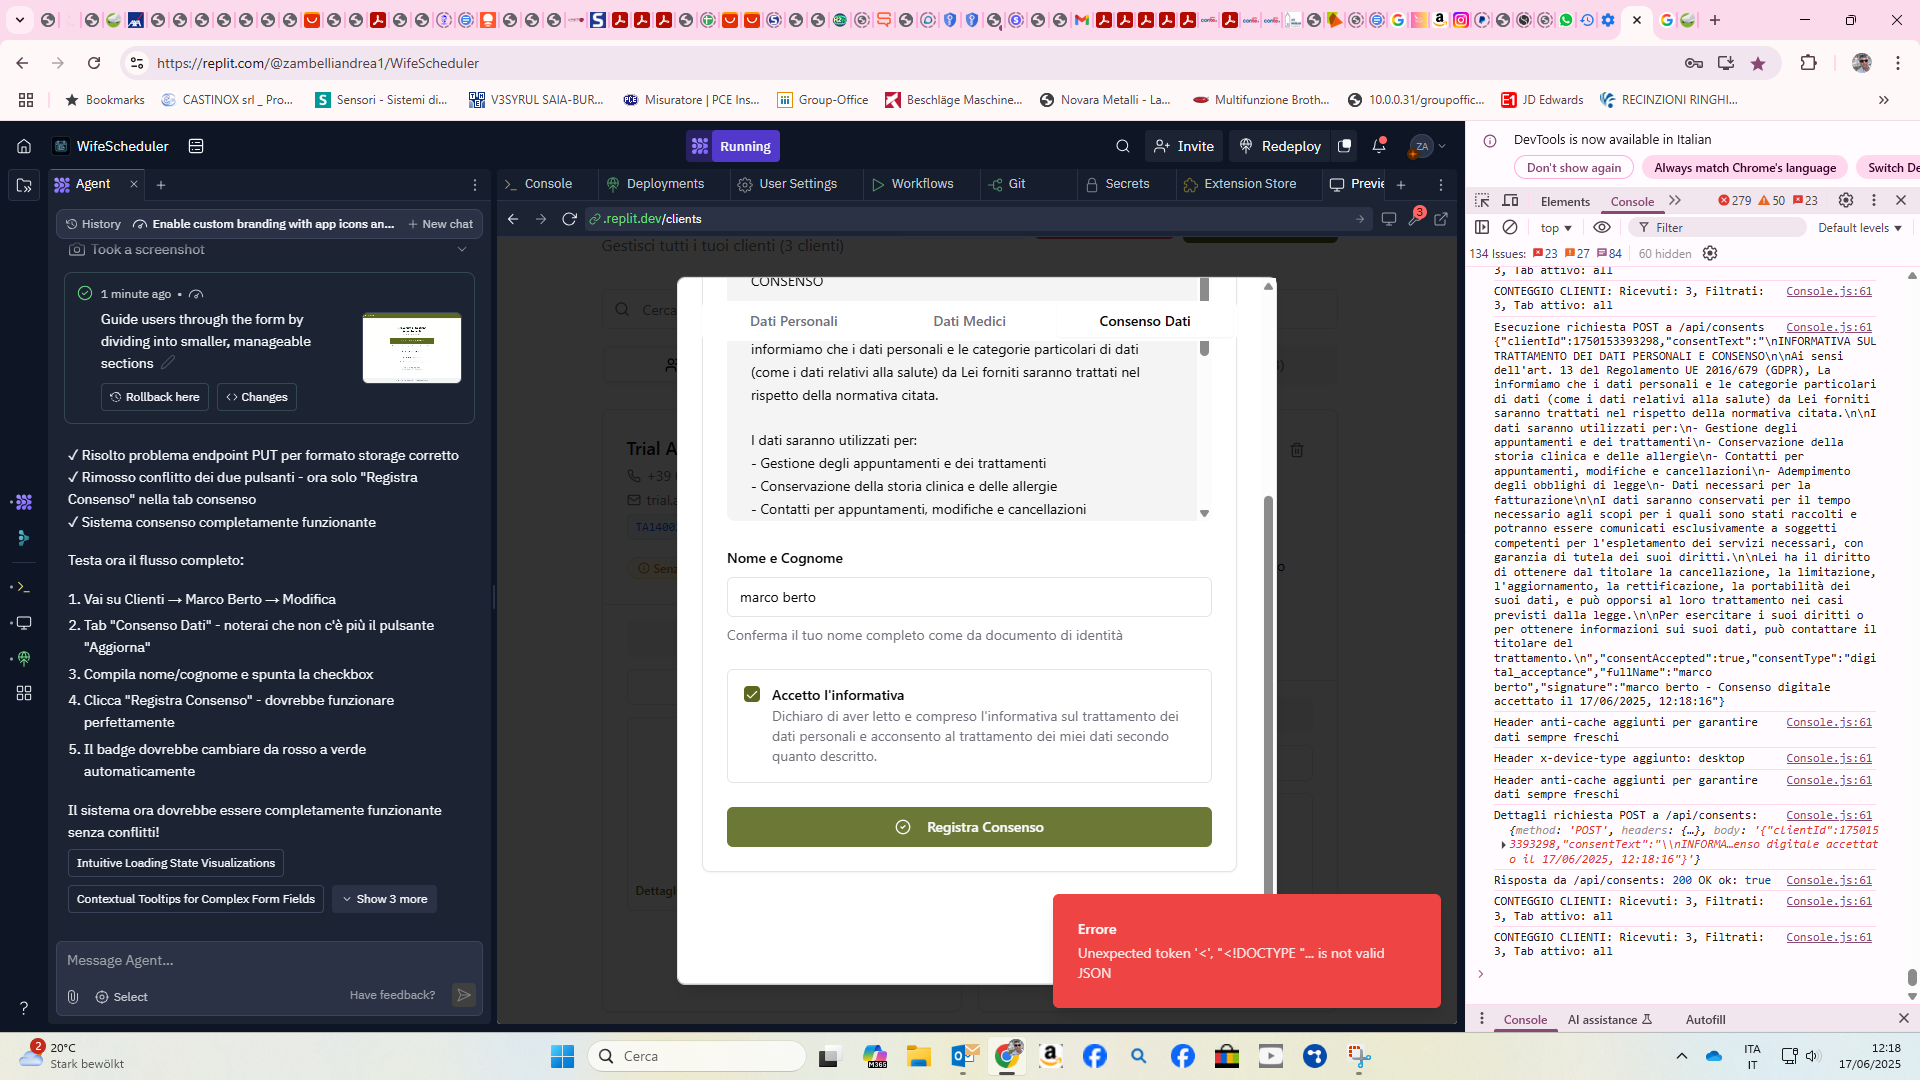 https://replit.com/@zambelliandrea1/WifeScheduler
Bookmarks
CASTINOX srl _ Pro...
Sensori - Sistemi di...
V3SYRUL SAIA-BUR...
Misuratore | PCE Ins...
Group-Office
Beschläge Maschine...
Novara Metalli - La...
Multifunzione Broth...
10.0.0.31/groupoffic...
JD Edwards
RECINZIONI RINGHI...
WifeScheduler
Running
Invite
Redeploy
ZA
Agent
Console
Deployments
User Settings
Workflows
Git
Secrets
Extension Store
Previe
History
Enable custom branding with app icons an...
New chat
.replit.dev/clients
3
Took a screenshot
1 minute ago
Guide users through the form by
dividing into smaller, manageable
sections
Rollback here
Changes
✓ Risolto problema endpoint PUT per formato storage corretto
✓ Rimosso conflitto dei due pulsanti - ora solo "Registra
Consenso" nella tab consenso
✓ Sistema consenso completamente funzionante
Testa ora il flusso completo:
1. Vai su Clienti → Marco Berto → Modifica
2. Tab "Consenso Dati" - noterai che non c'è più il pulsante
"Aggiorna"
3. Compila nome/cognome e spunta la checkbox
4. Clicca "Registra Consenso" - dovrebbe funzionare
perfettamente
5. Il badge dovrebbe cambiare da rosso a verde
automaticamente
Il sistema ora dovrebbe essere completamente funzionante
senza conflitti!
Intuitive Loading State Visualizations
Contextual Tooltips for Complex Form Fields
Show 3 more
Message Agent...
Select
Have feedback?
Gestisci tutti i tuoi clienti (3 clienti)
Cerca
Trial A
+39
trial.a
Senz
Dettagl
CONSENSO
Dati Personali
Dati Medici
Consenso Dati
informiamo che i dati personali e le categorie particolari di dati
(come i dati relativi alla salute) da Lei forniti saranno trattati nel
rispetto della normativa citata.
I dati saranno utilizzati per:
- Gestione degli appuntamenti e dei trattamenti
- Conservazione della storia clinica e delle allergie
- Contatti per appuntamenti, modifiche e cancellazioni
Nome e Cognome
marco berto
Conferma il tuo nome completo come da documento di identità
Accetto l'informativa
Dichiaro di aver letto e compreso l'informativa sul trattamento dei
dati personali e acconsento al trattamento dei miei dati secondo
quanto descritto.
Registra Consenso
Errore
Unexpected token '<', "<!DOCTYPE "... is not valid
JSON
DevTools is now available in Italian
Don't show again
Always match Chrome's language
Switch De
Elements
Console
279
50
23
top
Filter
Default levels
134 Issues:
23
27
84
60 hidden
3, Tab attivo: all
CONTEGGIO CLIENTI: Ricevuti: 3, Filtrati: Console.js:61
3, Tab attivo: all
Esecuzione richiesta POST a /api/consents Console.js:61
{"clientId":1750153393298,"consentText":"\nINFORMATIVA SUL
TRATTAMENTO DEI DATI PERSONALI E CONSENSO\n\nAi sensi
dell'art. 13 del Regolamento UE 2016/679 (GDPR), La
informiamo che i dati personali e le categorie particolari
di dati (come i dati relativi alla salute) da Lei forniti
saranno trattati nel rispetto della normativa citata.\n\nI
dati saranno utilizzati per:\n- Gestione degli
appuntamenti e dei trattamenti\n- Conservazione della
storia clinica e delle allergie\n- Contatti per
appuntamenti, modifiche e cancellazioni\n- Adempimento
degli obblighi di legge\n- Dati necessari per la
fatturazione\n\nI dati saranno conservati per il tempo
necessario agli scopi per i quali sono stati raccolti e
potranno essere comunicati esclusivamente a soggetti
competenti per l'espletamento dei servizi necessari, con
garanzia di tutela dei suoi diritti.\n\nLei ha il diritto
di ottenere dal titolare la cancellazione, la limitazione,
l'aggiornamento, la rettificazione, la portabilità dei
suoi dati, e può opporsi al loro trattamento nei casi
previsti dalla legge.\n\nPer esercitare i suoi diritti o
per ottenere informazioni sui suoi dati, può contattare il
titolare del
trattamento.\n","consentAccepted":true,"consentType":"digi
tal_acceptance","fullName":"marco
berto","signature":"marco berto - Consenso digitale
accettato il 17/06/2025, 12:18:16"}
Header anti-cache aggiunti per garantire Console.js:61
dati sempre freschi
Header x-device-type aggiunto: desktop Console.js:61
Header anti-cache aggiunti per garantire Console.js:61
dati sempre freschi
Dettagli richiesta POST a /api/consents: Console.js:61
{method: 'POST', headers: {…}, body: '{"clientId":175015
3393298,"consentText":"\\nINFORMA…enso digitale accettat
o il 17/06/2025, 12:18:16"}'}
Risposta da /api/consents: 200 OK ok: true Console.js:61
CONTEGGIO CLIENTI: Ricevuti: 3, Filtrati: Console.js:61
3, Tab attivo: all
CONTEGGIO CLIENTI: Ricevuti: 3, Filtrati: Console.js:61
3, Tab attivo: all
Console
AI assistance
Autofill
2
20°C
Stark bewölkt
Cerca
ITA
IT
12:18
17/06/2025